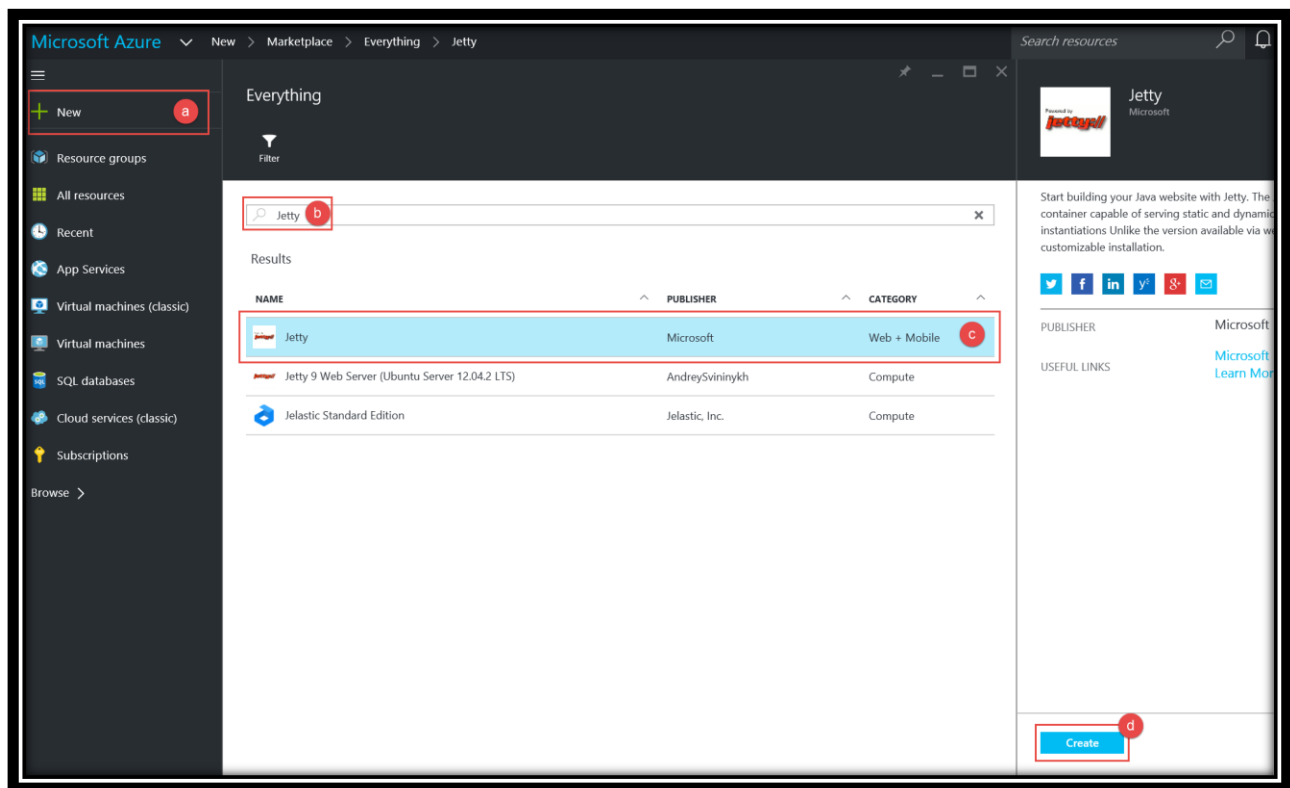 Microsoft Azure New > Marketplace > Everything > Jetty
Search resources
New
a
Resource groups
All resources
Recent
App Services
Virtual machines (classic)
Virtual machines
SQL databases
Cloud services (classic)
Subscriptions
Browse >
Everything
Filter
Jetty
b
Results
NAME PUBLISHER CATEGORY
Jetty Microsoft Web + Mobile
c
Jetty 9 Web Server (Ubuntu Server 12.04.2 LTS) AndreySvininykh Compute
Jelastic Standard Edition Jelastic, Inc. Compute
Powered by
jetty://
Jetty
Microsoft
Start building your Java website with Jetty. The
container capable of serving static and dynamic
instantiations Unlike the version available via we
customizable installation.
PUBLISHER Microsoft
USEFUL LINKS Microsoft
Learn Mor
d
Create